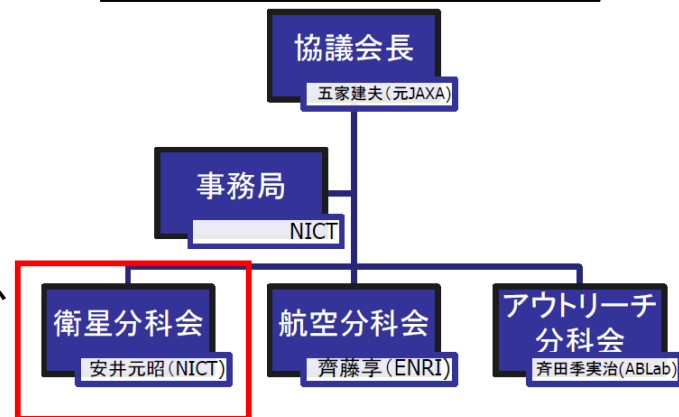 協議会長
五家建夫(元JAXA)
事務局
NICT
衛星分科会
安井元昭(NICT)
航空分科会
齊藤享(ENRI)
アウトリーチ
分科会
斉田季実治(ABLab)